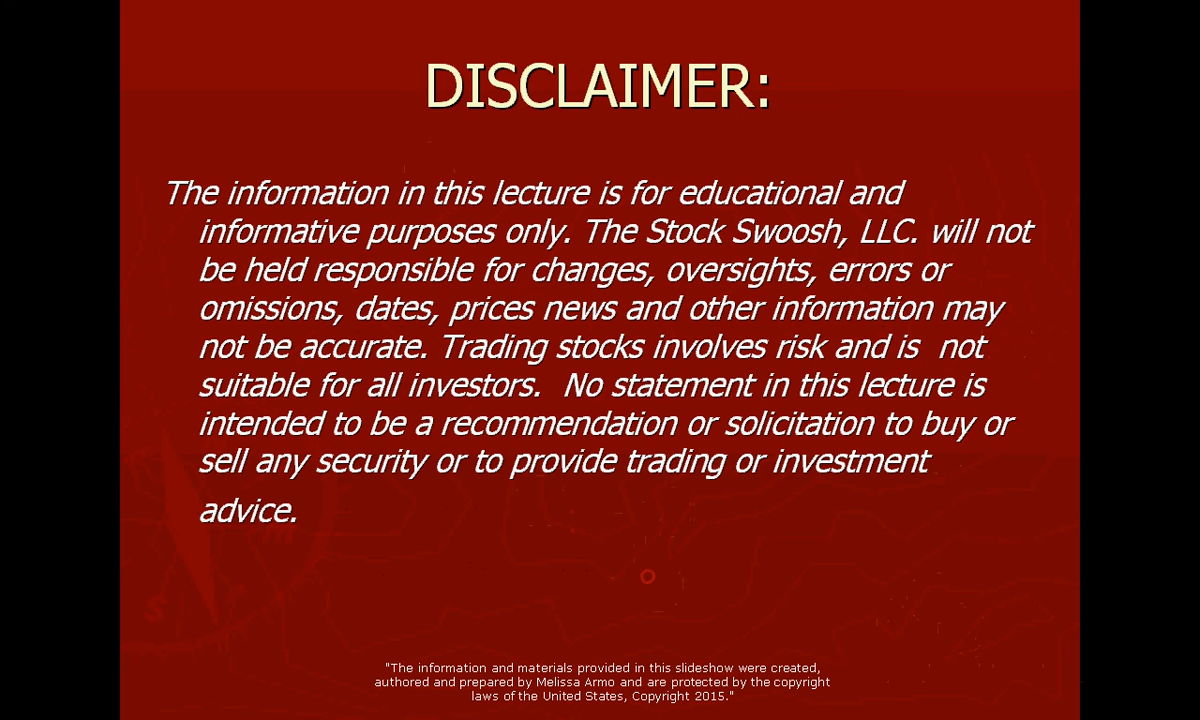 DISCLAIMER:
The information in this lecture is for educational and
informative purposes only. The Stock Swoosh, LLC. will not
be held responsible for changes, oversights, errors or
omissions, dates, prices news and other information may
not be accurate. Trading stocks involves risk and is  not
suitable for all investors.  No statement in this lecture is
intended to be a recommendation or solicitation to buy or
sell any security or to provide trading or investment
advice.
S
"The information and materials provided in this slideshow were created,
authored and prepared by Melissa Armo and are protected by the copyright
laws of the United States, Copyright 2015."